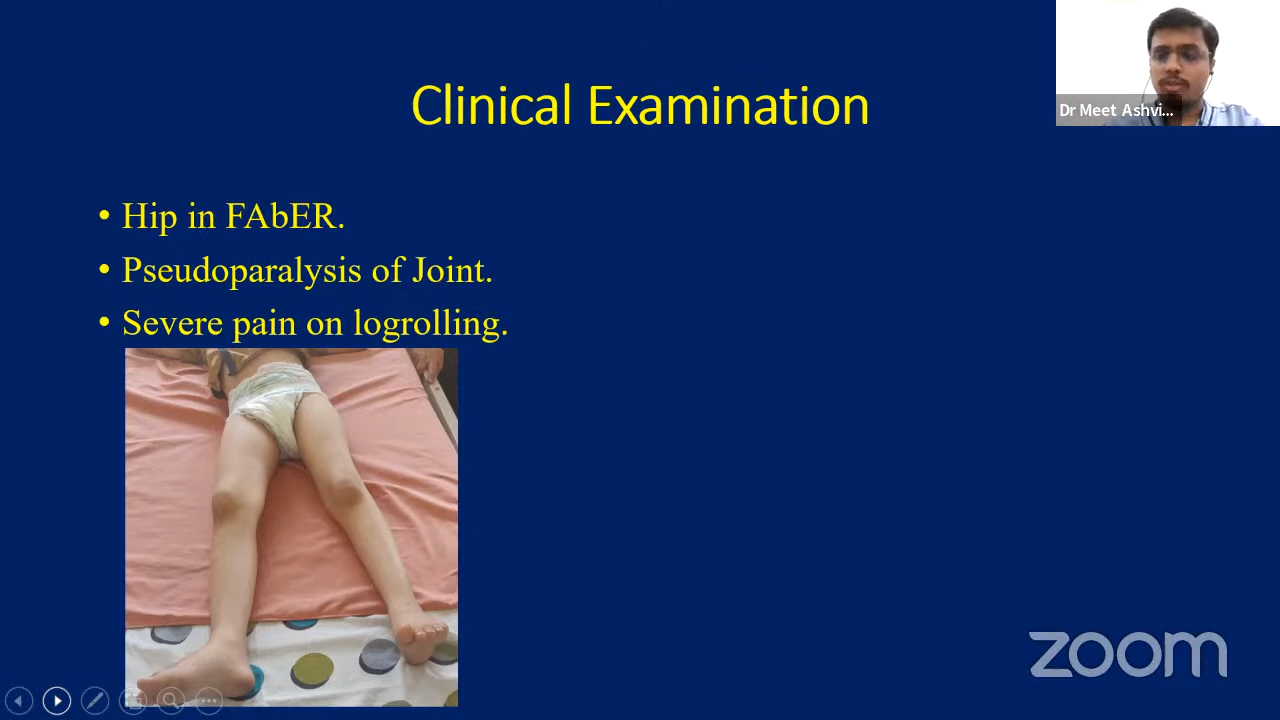 Clinical Examination
Dr Meet Ashvi...
• Hip in FAbER.
• Pseudoparalysis of Joint.
• Severe pain on logrolling.
zoom